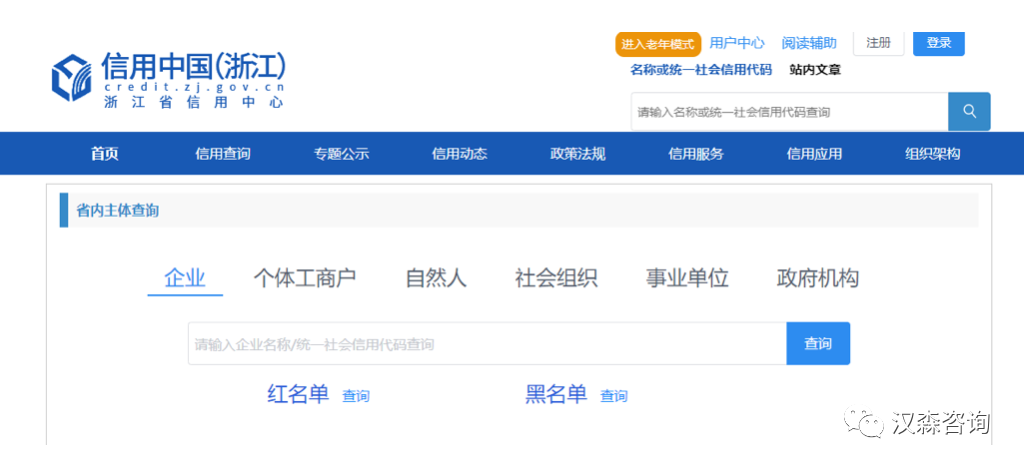 进入老年模式 用户中心 阅读辅助 注册 登录
信用中国(浙江)
credit.zj.gov.cn
浙江省信用中心
名称或统一社会信用代码 站内文章
请输入名称或统一社会信用代码查询
首页 信用查询 专题公示 信用动态 政策法规 信用服务 信用应用 组织架构
省内主体查询
企业 个体工商户 自然人 社会组织 事业单位 政府机构
请输入企业名称/统一社会信用代码查询 查询
红名单 查询 黑名单 查询
汉森咨询